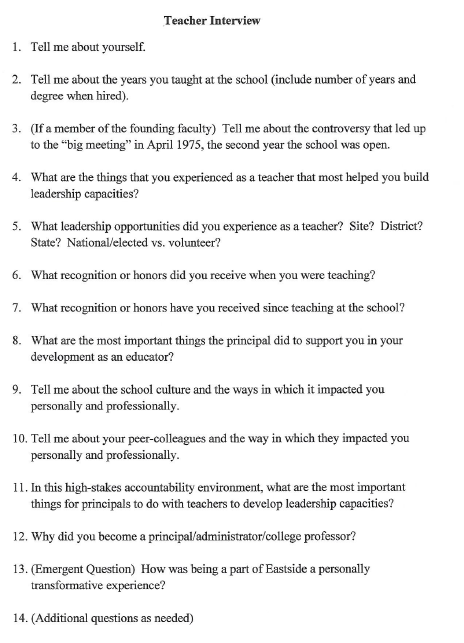 Teacher Interview
1. Tell me about yourself.
2. Tell me about the years you taught at the school (include number of years and
degree when hired).
3. (If a member of the founding faculty) Tell me about the controversy that led up
to the “big meeting” in April 1975, the second year the school was open.
4. What are the things that you experienced as a teacher that most helped you build
leadership capacities?
5. What leadership opportunities did you experience as a teacher? Site? District?
State? National/elected vs. volunteer?
6. What recognition or honors did you receive when you were teaching?
7. What recognition or honors have you received since teaching at the school?
8. What are the most important things the principal did to support you in your
development as an educator?
9. Tell me about the school culture and the ways in which it impacted you
personally and professionally.
10. Tell me about your peer-colleagues and the way in which they impacted you
personally and professionally.
11. In this high-stakes accountability environment, what are the most important
things for principals to do with teachers to develop leadership capacities?
12. Why did you become a principal/administrator/college professor?
13. (Emergent Question) How was being a part of Eastside a personally
transformative experience?
14. (Additional questions as needed)